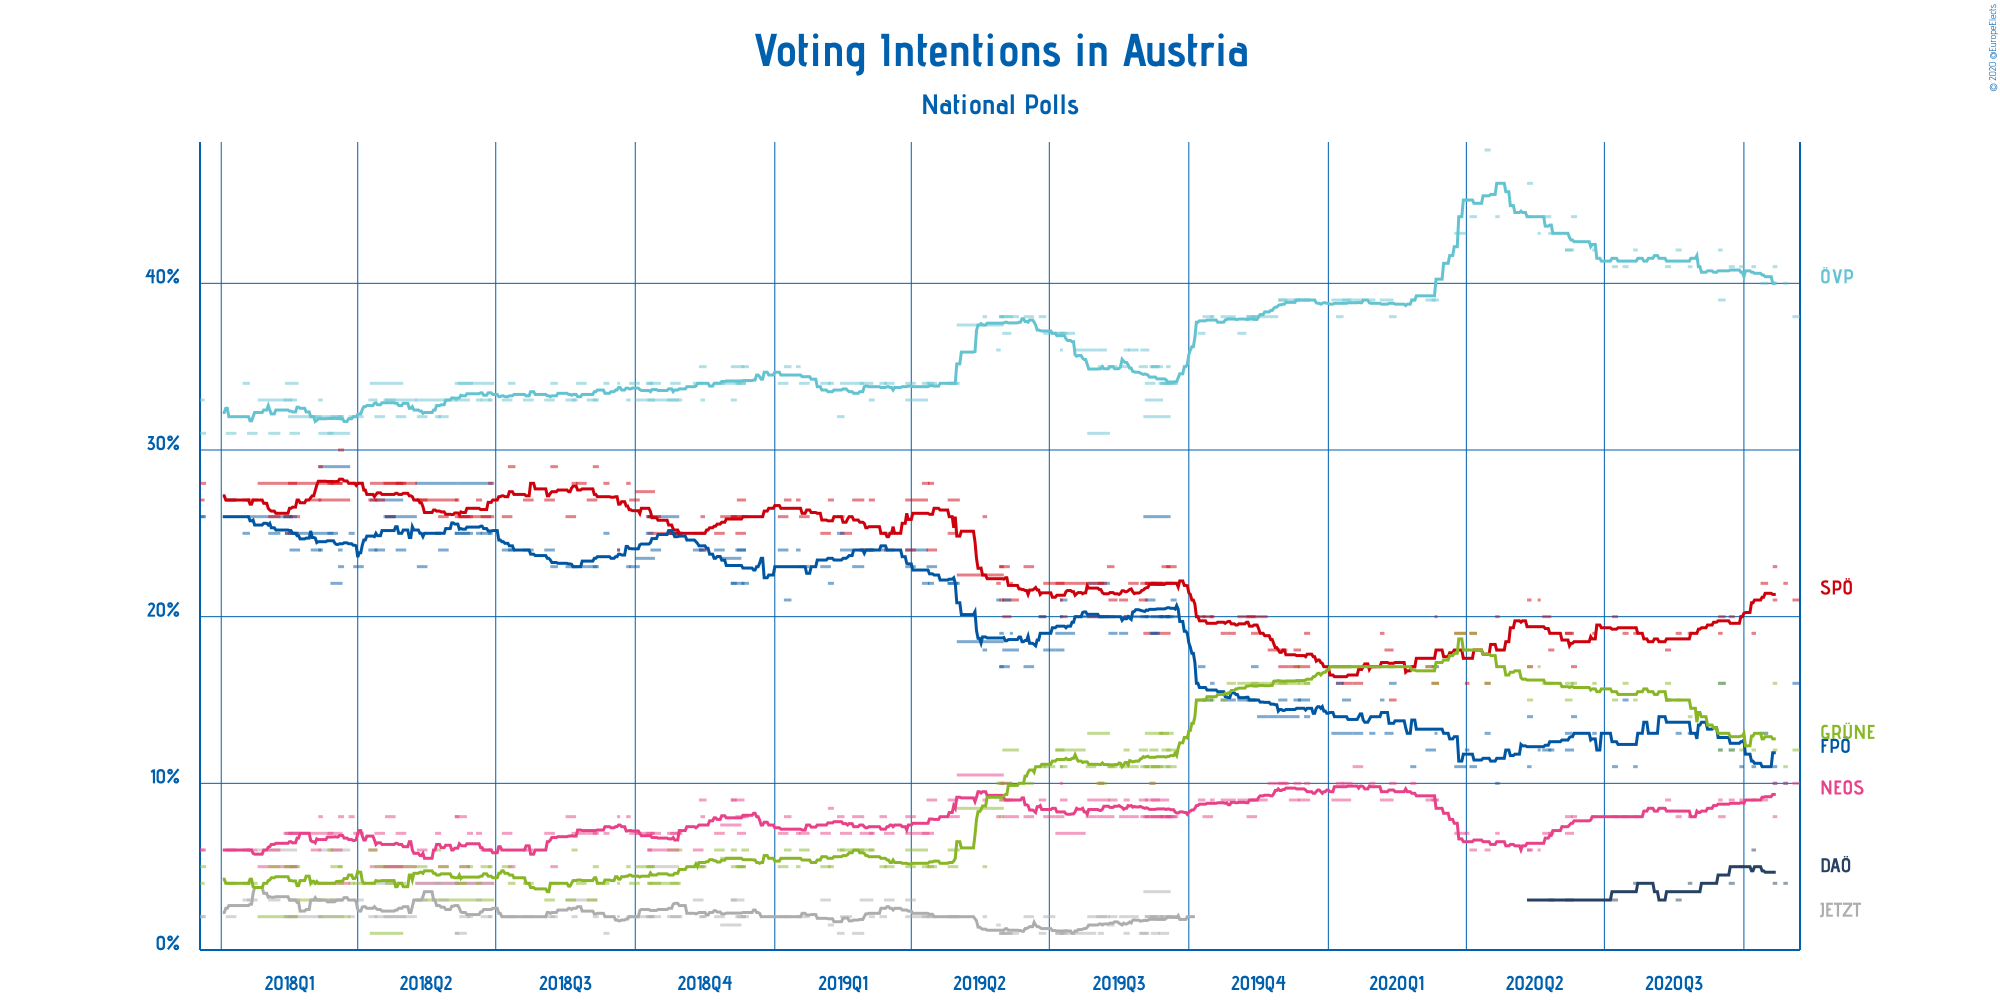 © 2020 @EuropeElects
Voting Intentions in Austria
National Polls
40%
30%
20%
10%
0%
ÖVP
SPÖ
GRÜNE
FPÖ
NEOS
DAÖ
JETZT
2018Q1 2018Q2 2018Q3 2018Q4 2019Q1 2019Q2 2019Q3 2019Q4 2020Q1 2020Q2 2020Q3